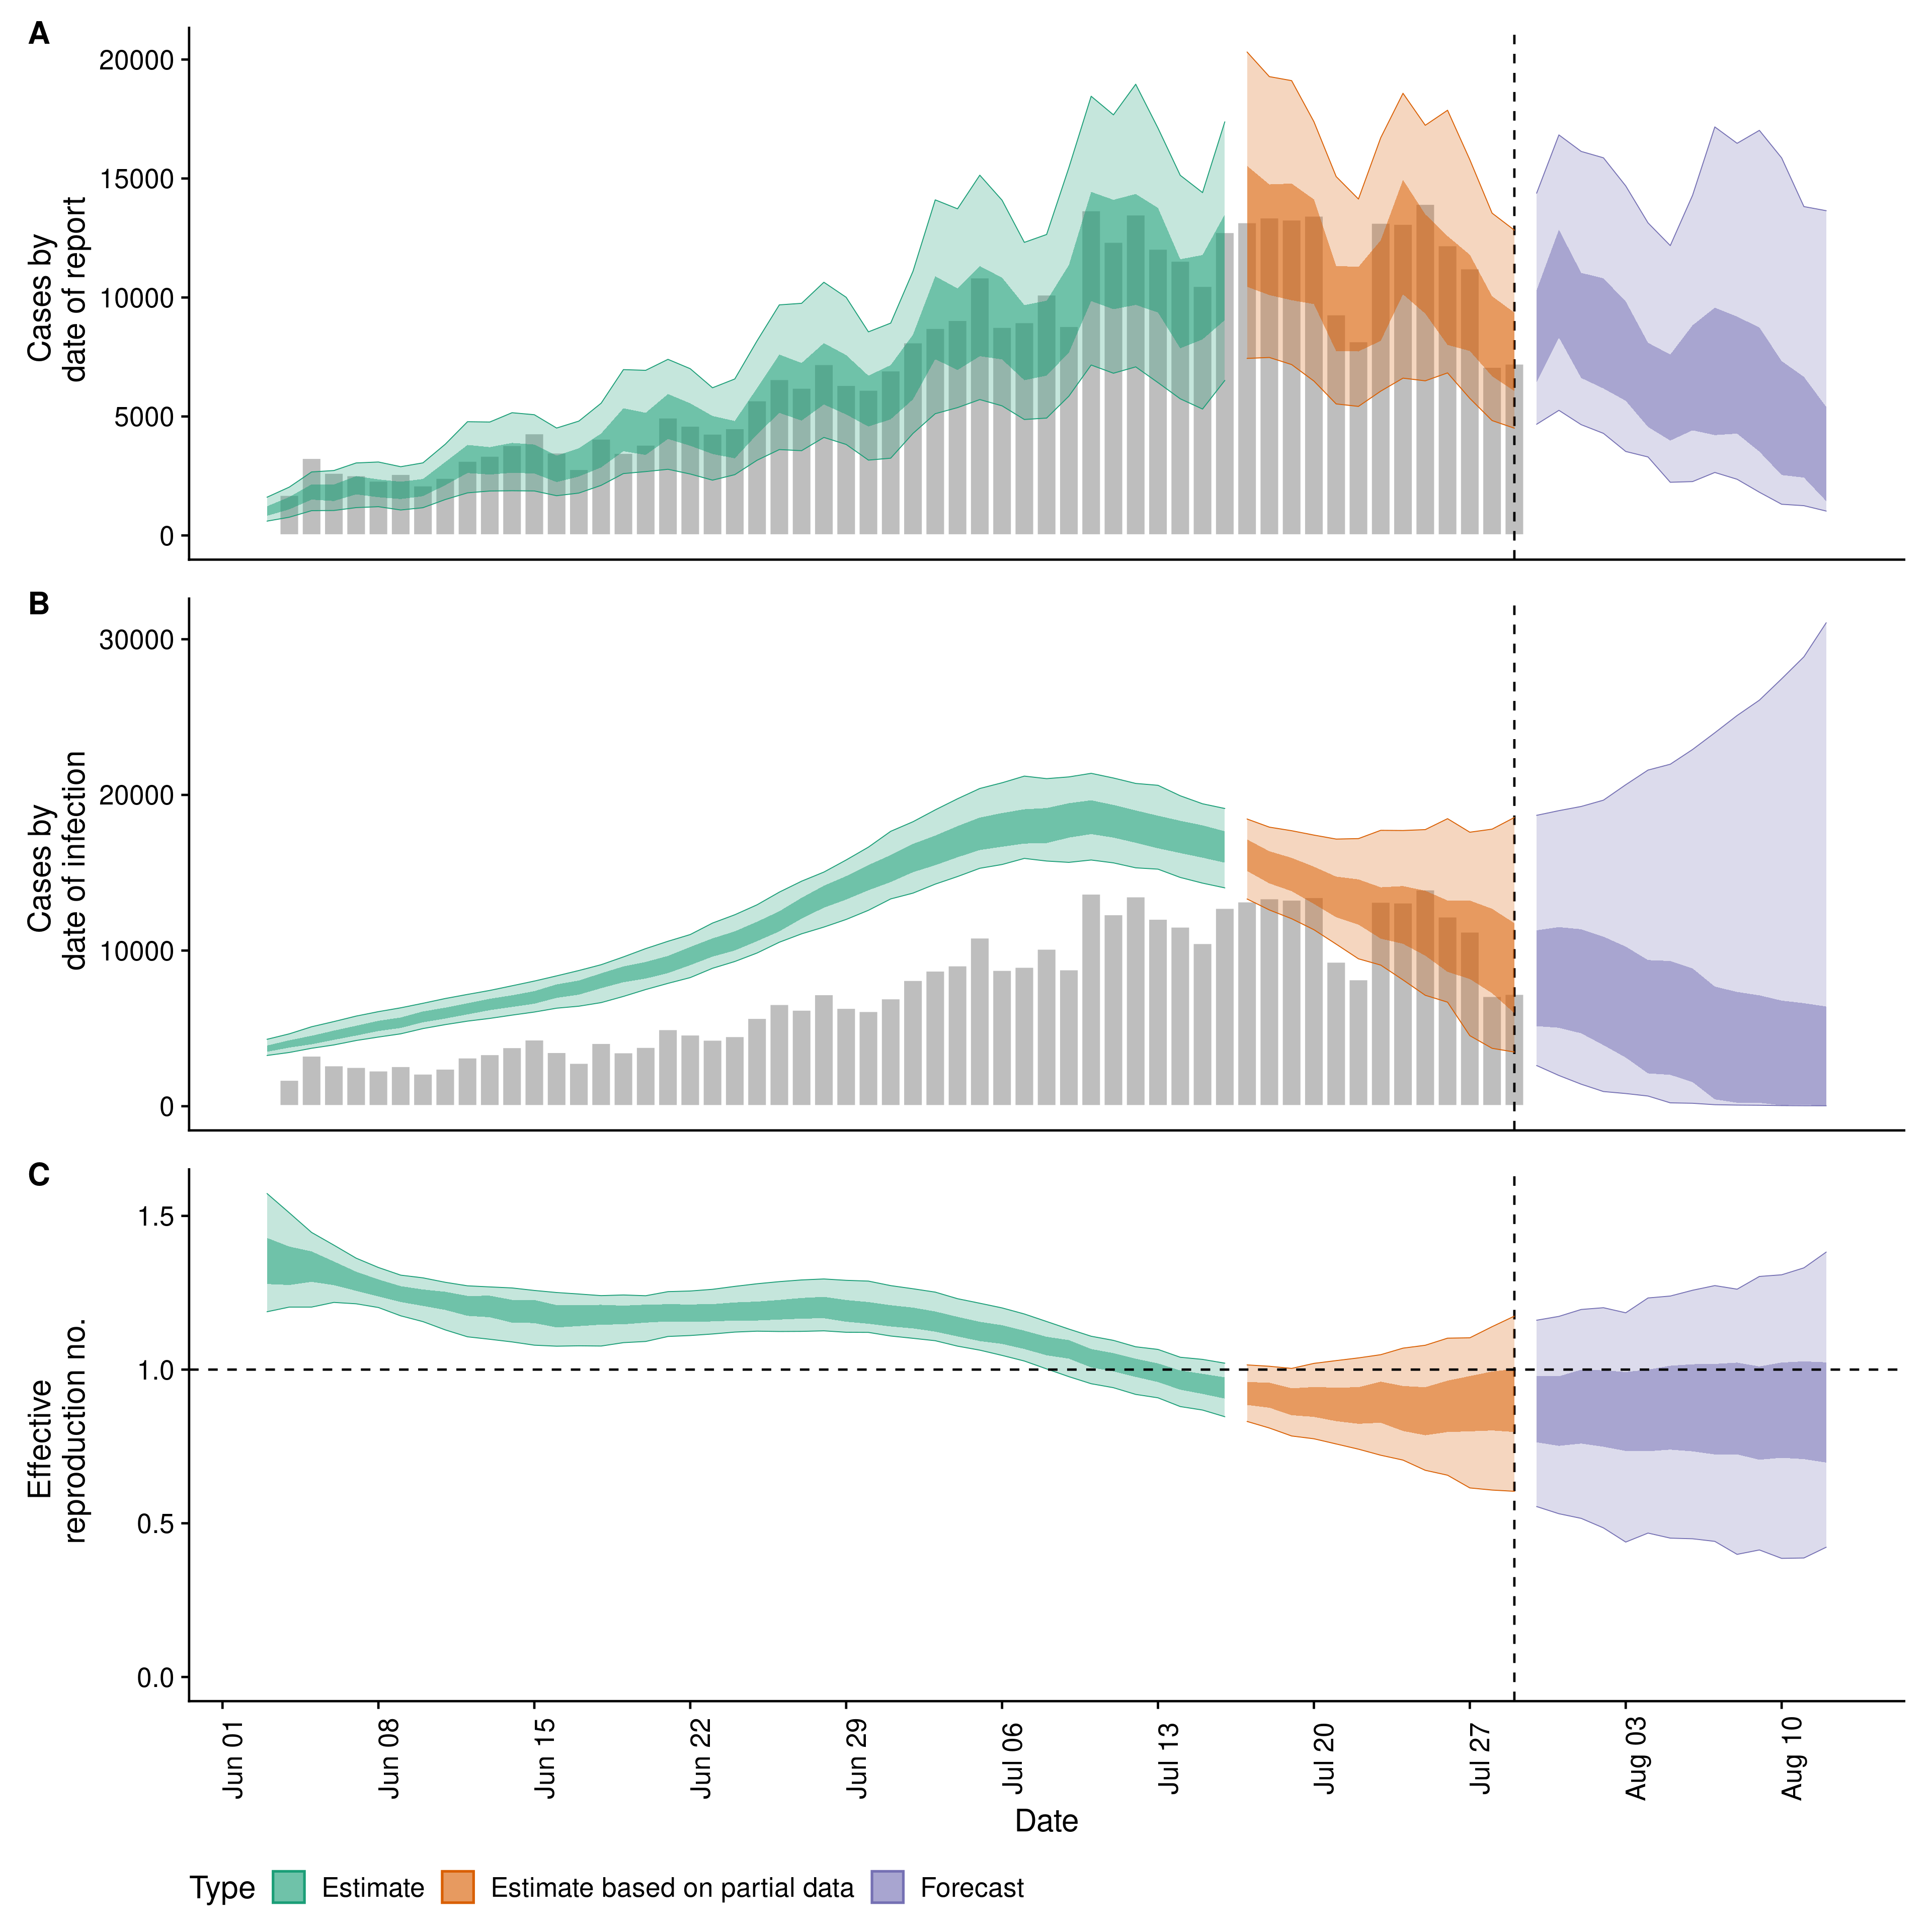 A
Cases by
date of report
20000
15000
10000
5000
0
B
Cases by
date of infection
30000
20000
10000
0
C
Effective
reproduction no.
1.5
1.0
0.5
0.0
Jun 01
Jun 08
Jun 15
Jun 22
Jun 29
Jul 06
Jul 13
Jul 20
Jul 27
Aug 03
Aug 10
Date
Type Estimate Estimate based on partial data Forecast